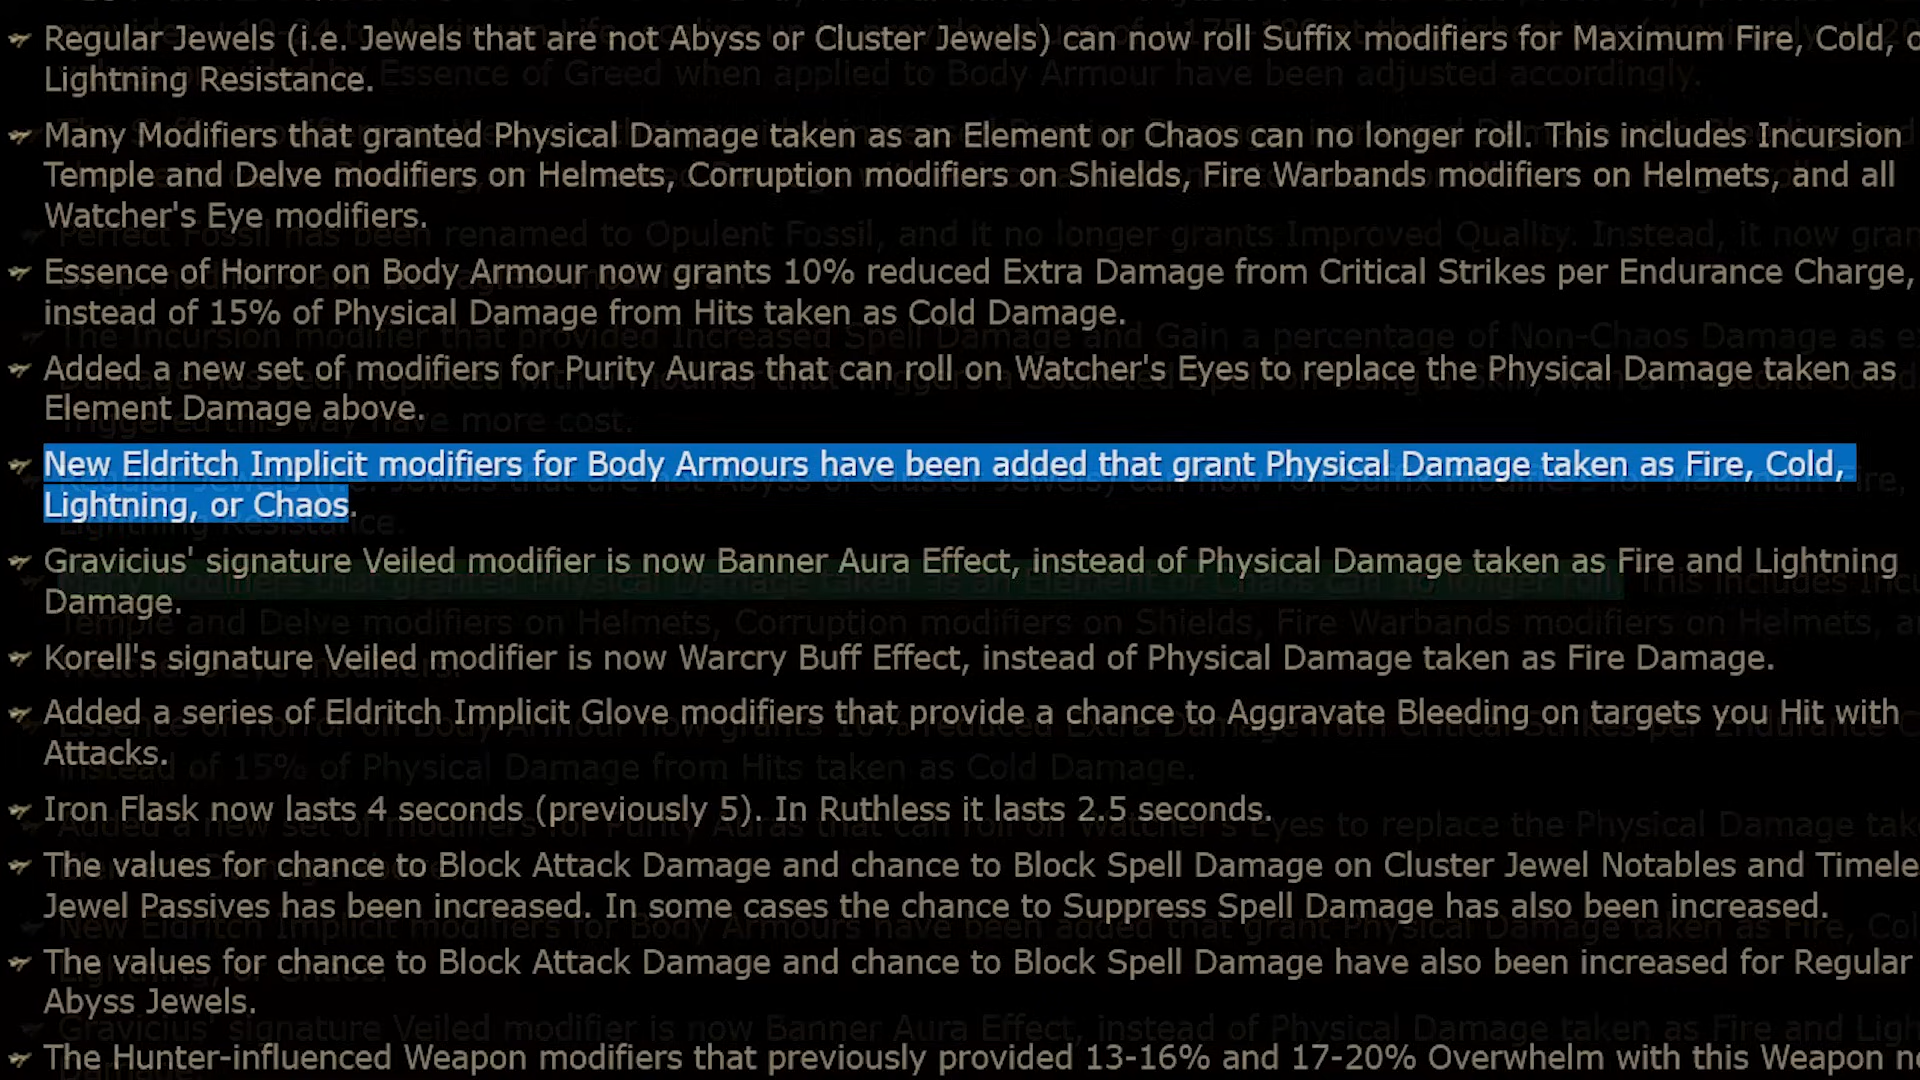 Regular Jewels (i.e. Jewels that are not Abyss or Cluster Jewels) can now roll Suffix modifiers for Maximum Fire, Cold,
Lightning Resistance.
Many Modifiers that granted Physical Damage taken as an Element or Chaos can no longer roll. This includes Incursion
Temple and Delve modifiers on Helmets, Corruption modifiers on Shields, Fire Warbands modifiers on Helmets, and all
Watcher's Eye modifiers.
Essence of Horror on Body Armour now grants 10% reduced Extra Damage from Critical Strikes per Endurance Charge,
instead of 15% of Physical Damage from Hits taken as Cold Damage.
Added a new set of modifiers for Purity Auras that can roll on Watcher's Eyes to replace the Physical Damage taken as
Element Damage above.
New Eldritch Implicit modifiers for Body Armours have been added that grant Physical Damage taken as Fire, Cold,
Lightning, or Chaos.
Gravicius' signature Veiled modifier is now Banner Aura Effect, instead of Physical Damage taken as Fire and Lightning
Damage.
Korell's signature Veiled modifier is now Warcry Buff Effect, instead of Physical Damage taken as Fire Damage.
Added a series of Eldritch Implicit Glove modifiers that provide a chance to Aggravate Bleeding on targets you Hit with
Attacks.
Iron Flask now lasts 4 seconds (previously 5). In Ruthless it lasts 2.5 seconds.
The values for chance to Block Attack Damage and chance to Block Spell Damage on Cluster Jewel Notables and Timele
Jewel Passives has been increased. In some cases the chance to Suppress Spell Damage has also been increased.
The values for chance to Block Attack Damage and chance to Block Spell Damage have also been increased for Regular
Abyss Jewels.
The Hunter-influenced Weapon modifiers that previously provided 13-16% and 17-20% Overwhelm with this Weapon